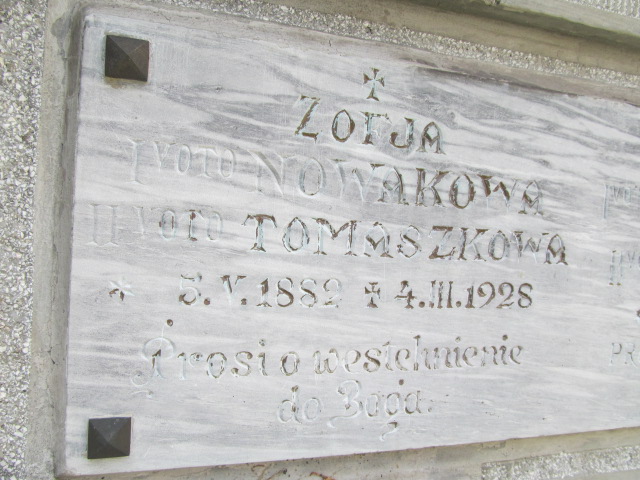 ZOFJA
I VOTO NOWAKOWA
II VOTO TOMASZKOWA
* 5.V.1882 ✝ 4.III.1928
Prosi o westchnienie
do Boga.